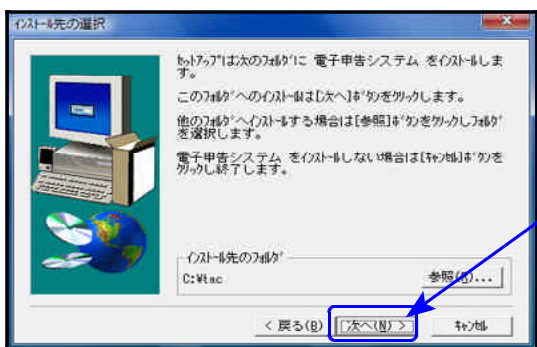 ｲﾝｽﾄｰﾙ先の選択
ｾｯﾄｱｯﾌﾟは次のﾌｫﾙﾀﾞに 電子申告システム をｲﾝｽﾄｰﾙしま
す。
このﾌｫﾙﾀﾞへのｲﾝｽﾄｰﾙは[次へ]ﾎﾞﾀﾝをｸﾘｯｸします。
他のﾌｫﾙﾀﾞへｲﾝｽﾄｰﾙする場合は[参照]ﾎﾞﾀﾝをｸﾘｯｸしﾌｫﾙﾀﾞ
を選択します。
電子申告システム をｲﾝｽﾄｰﾙしない場合は[ｷｬﾝｾﾙ]ﾎﾞﾀﾝを
ｸﾘｯｸし終了します。
ｲﾝｽﾄｰﾙ先のﾌｫﾙﾀﾞ
C:¥tac
参照(R)...
< 戻る(B)
次へ(N) >
ｷｬﾝｾﾙ